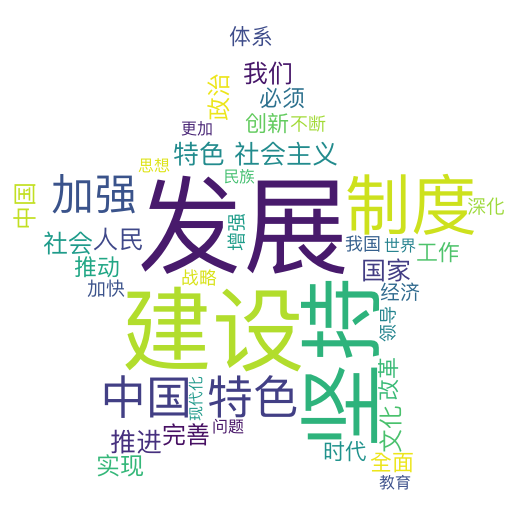 体系
我们
政治
必须
创新
不断
更加
特色
社会主义
思想
民族
加强
发展
制度
深化
中国
社会
人民
增强
我国
世界
工作
推动
国家
加快
战略
经济
建设
坚持
领导
中国
特色
现代化
改革
文化
推进
完善
问题
时代
全面
实现
教育